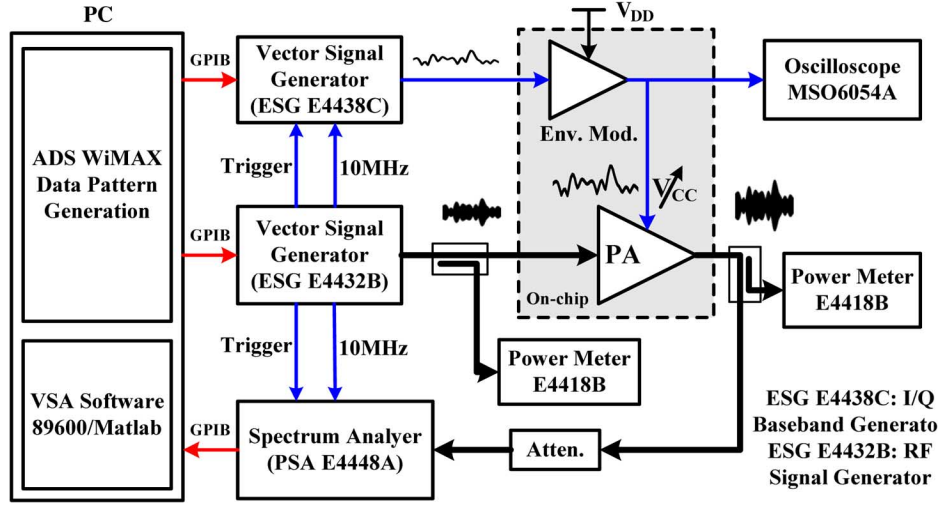 PC
ADS WiMAX
Data Pattern
Generation
VSA Software
89600/Matlab
GPIB
GPIB
GPIB
Vector Signal
Generator
(ESG E4438C)
Trigger
10MHz
Vector Signal
Generator
(ESG E4432B)
Trigger
10MHz
Spectrum Analyer
(PSA E4448A)
VDD
Env. Mod.
VCC
PA
On-chip
Oscilloscope
MSO6054A
Power Meter
E4418B
Power Meter
E4418B
Atten.
ESG E4438C: I/Q
Baseband Generato
ESG E4432B: RF
Signal Generator